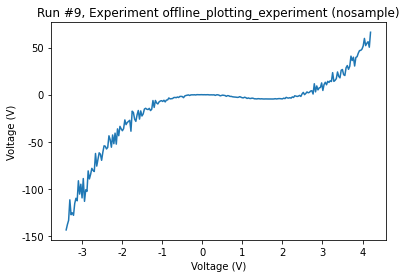 Run #9, Experiment offline_plotting_experiment (nosample)
Voltage (V)
50
0
-50
-100
-150
-3 -2 -1 0 1 2 3 4
Voltage (V)